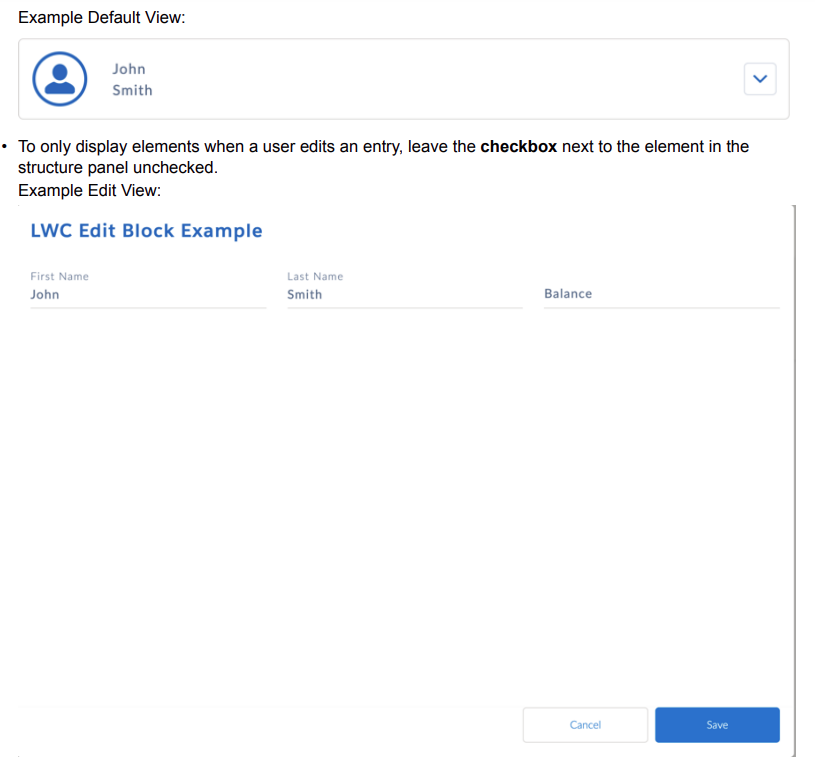 Example Default View:
John
Smith
• To only display elements when a user edits an entry, leave the checkbox next to the element in the
structure panel unchecked.
Example Edit View:
LWC Edit Block Example
First Name
John
Last Name
Smith
Balance
Cancel
Save